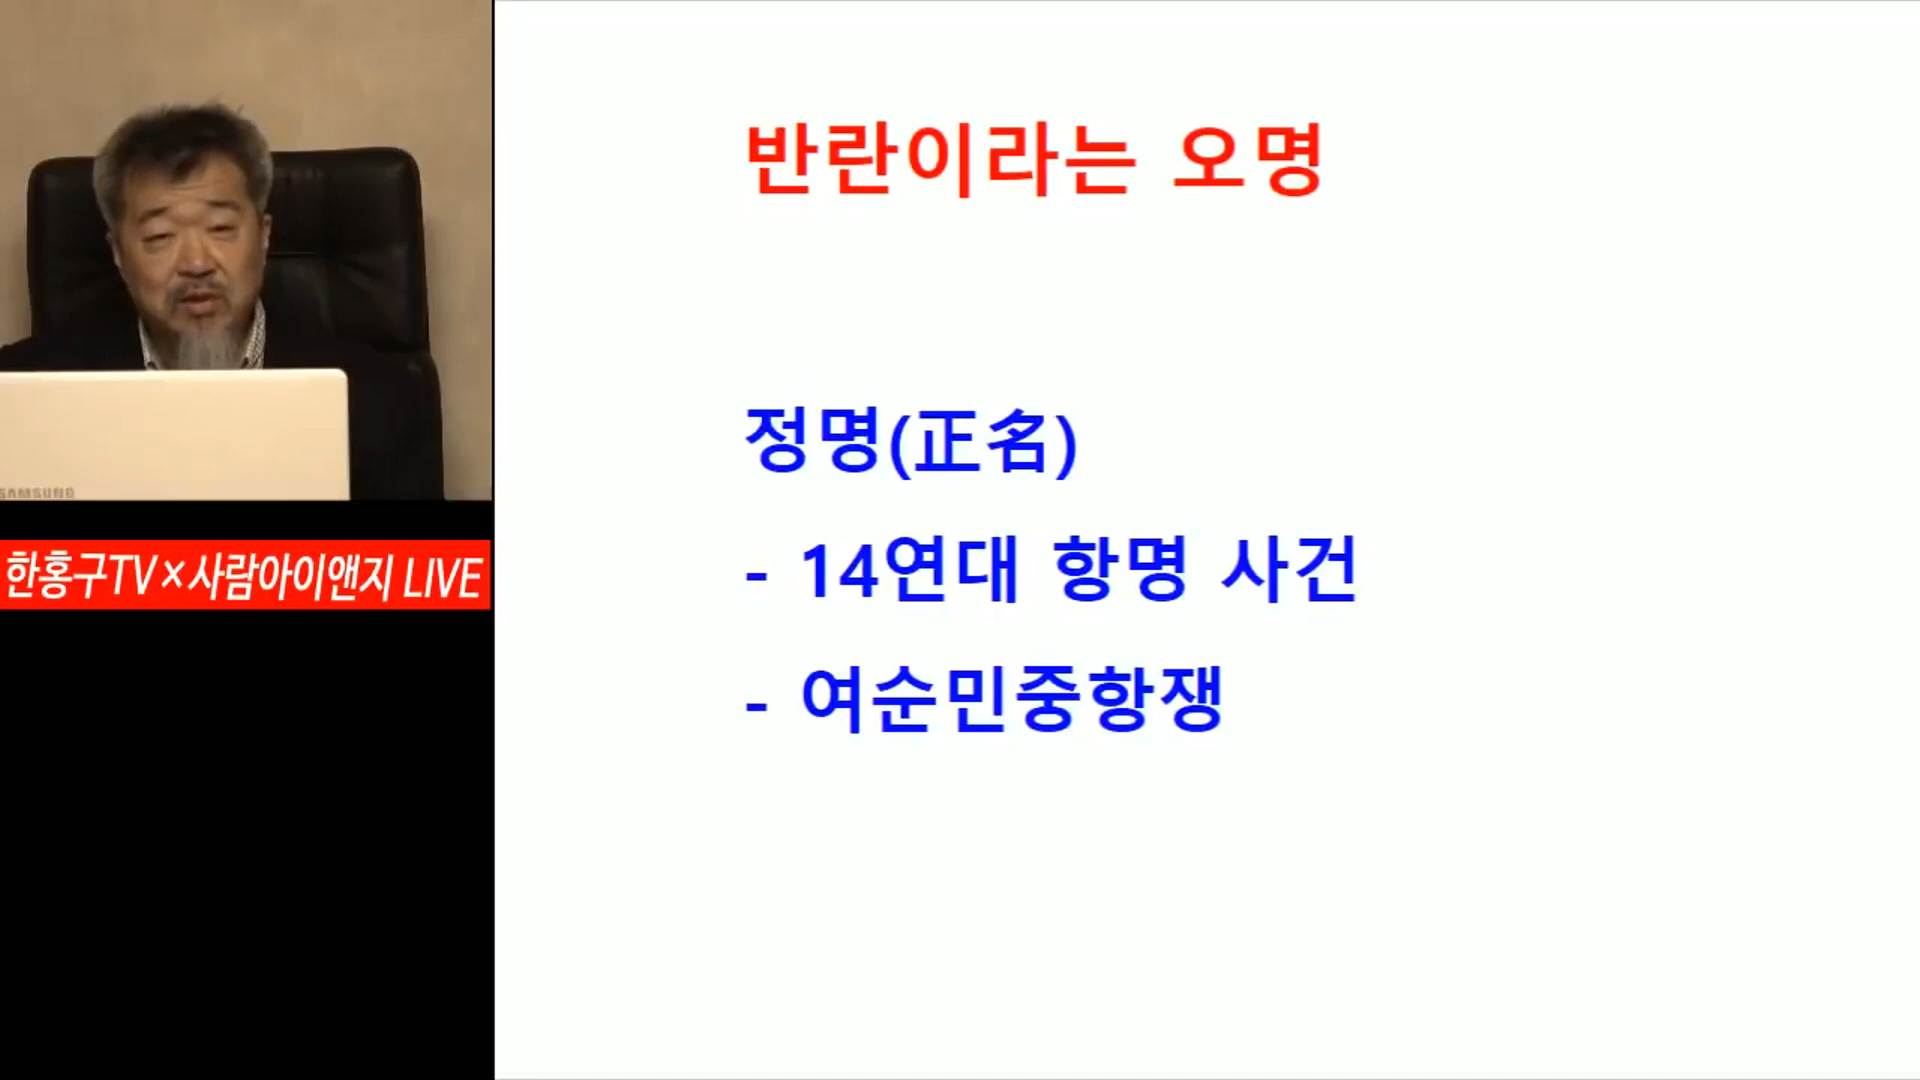 반란이라는 오명
정명(正名)
- 14연대 항명 사건
- 여순민중항쟁
SAMSUNG
한홍구TV×사람아이앤지 LIVE